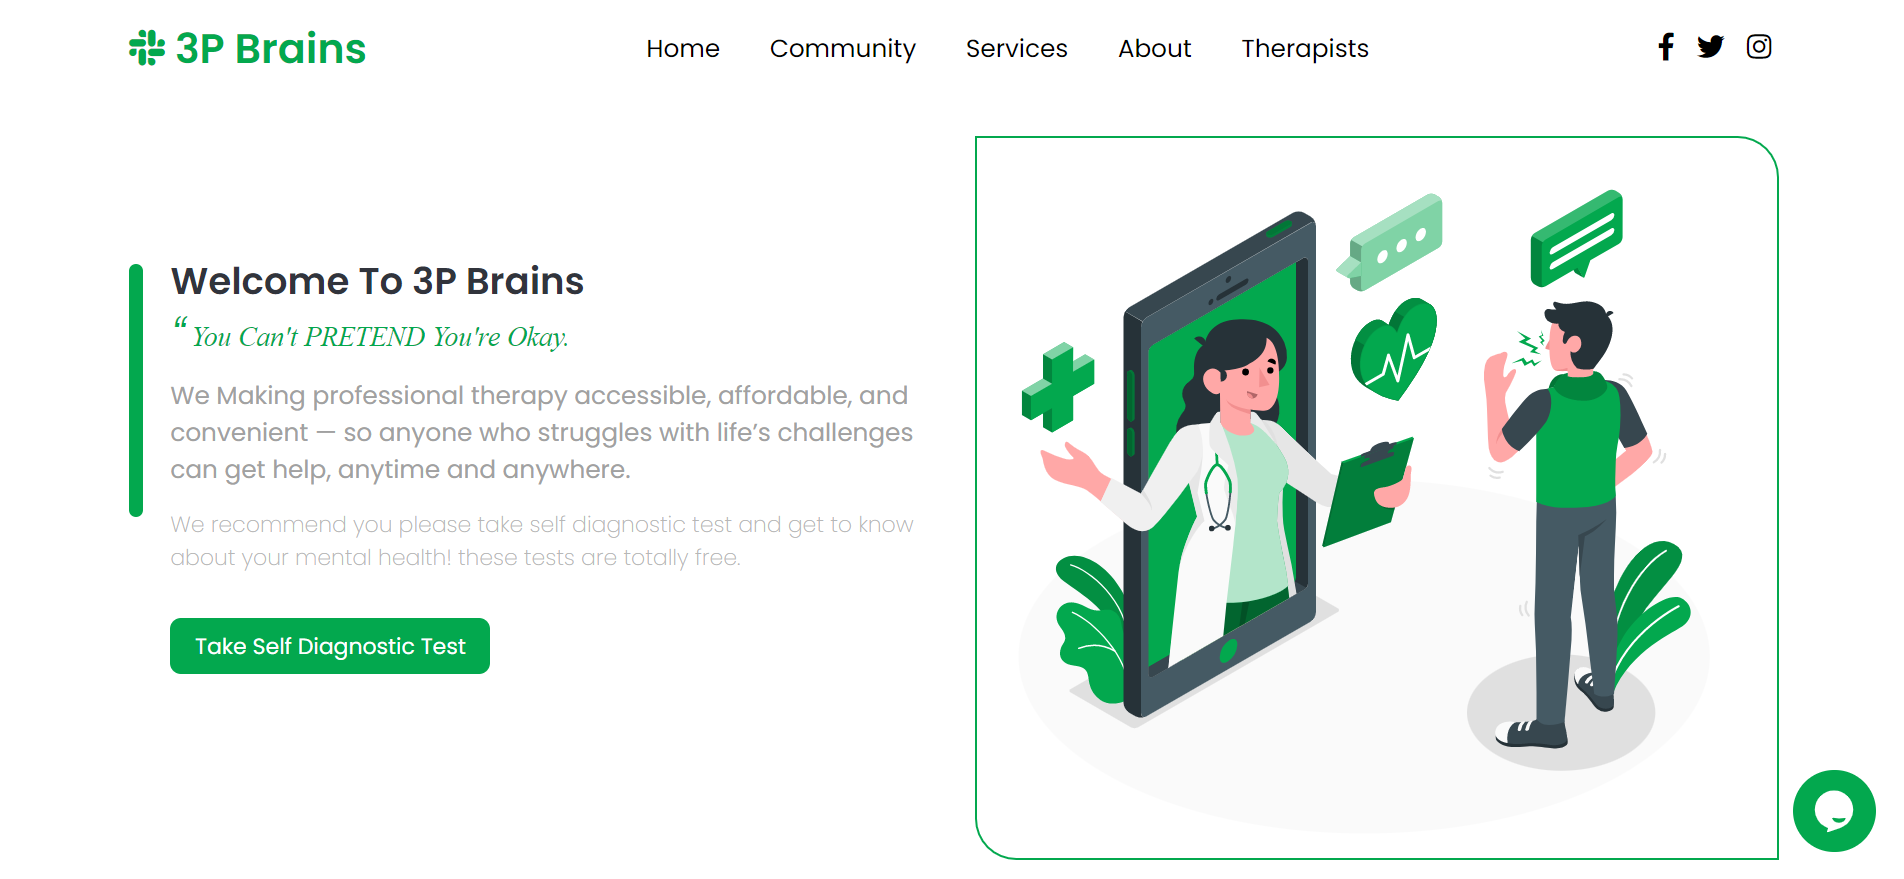 3P Brains
Home Community Services About Therapists
Welcome To 3P Brains
“ You Can't PRETEND You're Okay.
We Making professional therapy accessible, affordable, and
convenient — so anyone who struggles with life’s challenges
can get help, anytime and anywhere.
We recommend you please take self diagnostic test and get to know
about your mental health! these tests are totally free.
Take Self Diagnostic Test